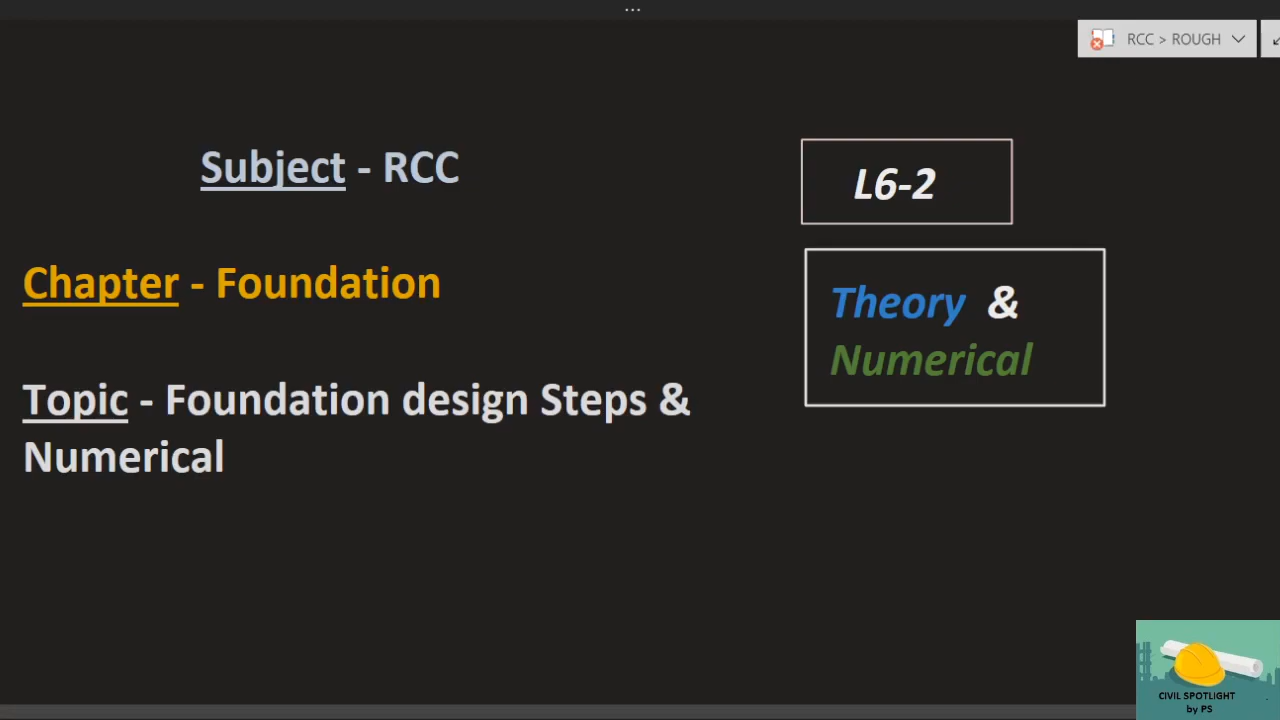 ...
RCC > ROUGH
Subject - RCC
L6-2
Chapter - Foundation
Theory &
Numerical
Topic - Foundation design Steps &
Numerical
CIVIL SPOTLIGHT
by PS